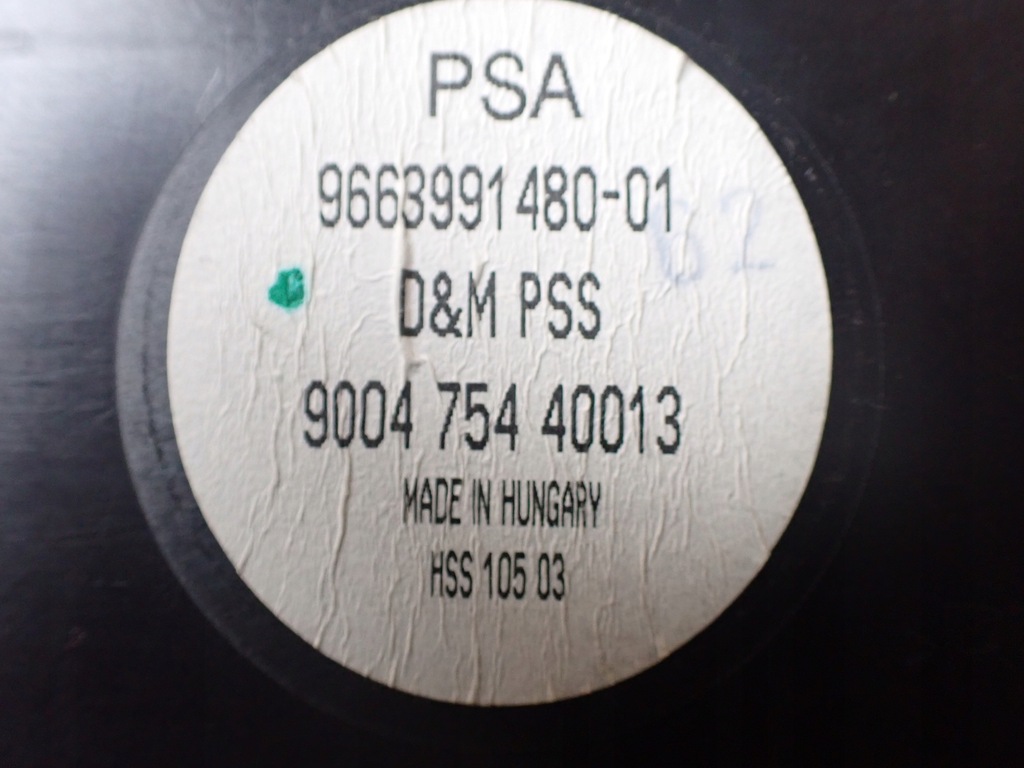 PSA
9663991480-01
D&M PSS
9004 754 40013
MADE IN HUNGARY
HSS 105 03